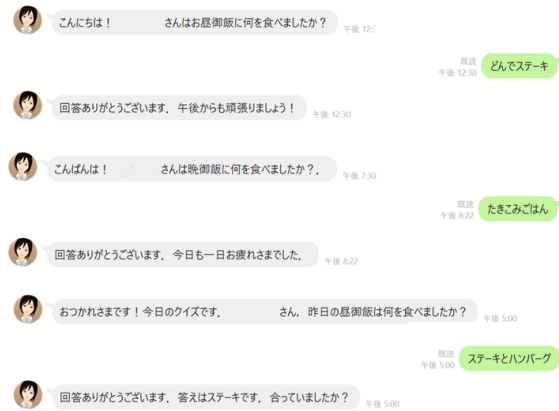 こんにちは！ さんはお昼御飯に何を食べましたか？
午後 12:
既読
午後 12:30
どんでステーキ
回答ありがとうございます．午後からも頑張りましょう！
午後 12:30
こんばんは！ さんは晩御飯に何を食べましたか？．
午後 7:30
既読
午後 8:22
たきこみごはん
回答ありがとうございます．今日も一日お疲れさまでした．
午後 8:22
おつかれさまです！今日のクイズです． さん，昨日の昼御飯は何を食べましたか？
午後 5:00
既読
午後 5:00
ステーキとハンバーグ
回答ありがとうございます．答えはステーキです．合っていましたか？
午後 5:00